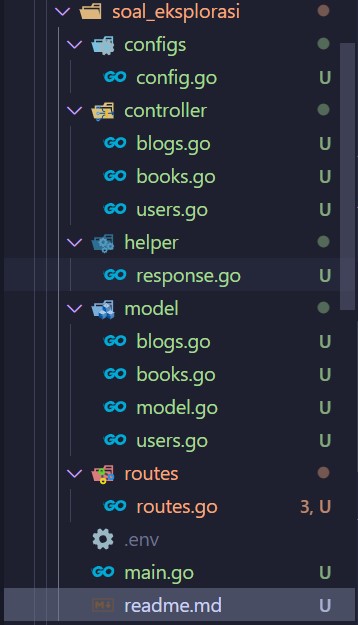 soal_eksplorasi
configs
GO config.go U
controller
GO blogs.go U
GO books.go U
GO users.go U
helper
GO response.go U
model
GO blogs.go U
GO books.go U
GO model.go U
GO users.go U
routes
GO routes.go 3, U
.env
GO main.go U
readme.md U